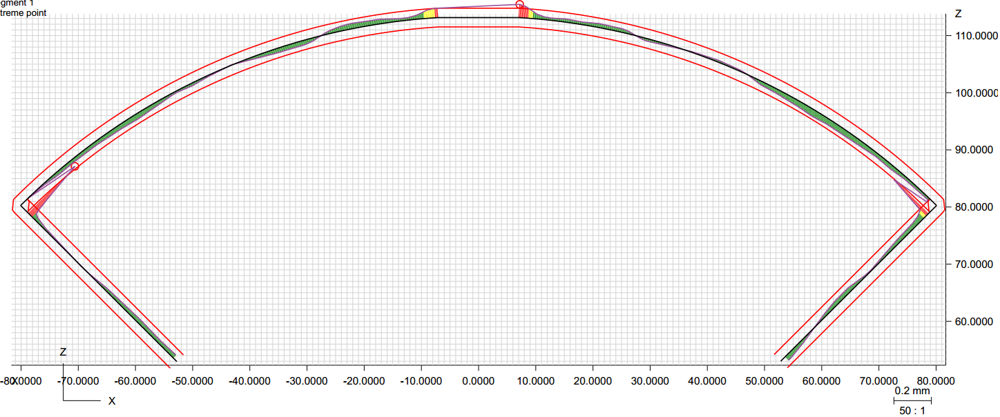 gment 1
treme point
Z
110.0000
100.0000
90.0000
80.0000
70.0000
60.0000
Z
X
-80.0000
-70.0000
-60.0000
-50.0000
-40.0000
-30.0000
-20.0000
-10.0000
0.0000
10.0000
20.0000
30.0000
40.0000
50.0000
60.0000
70.0000
80.0000
X
0.2 mm
50 : 1